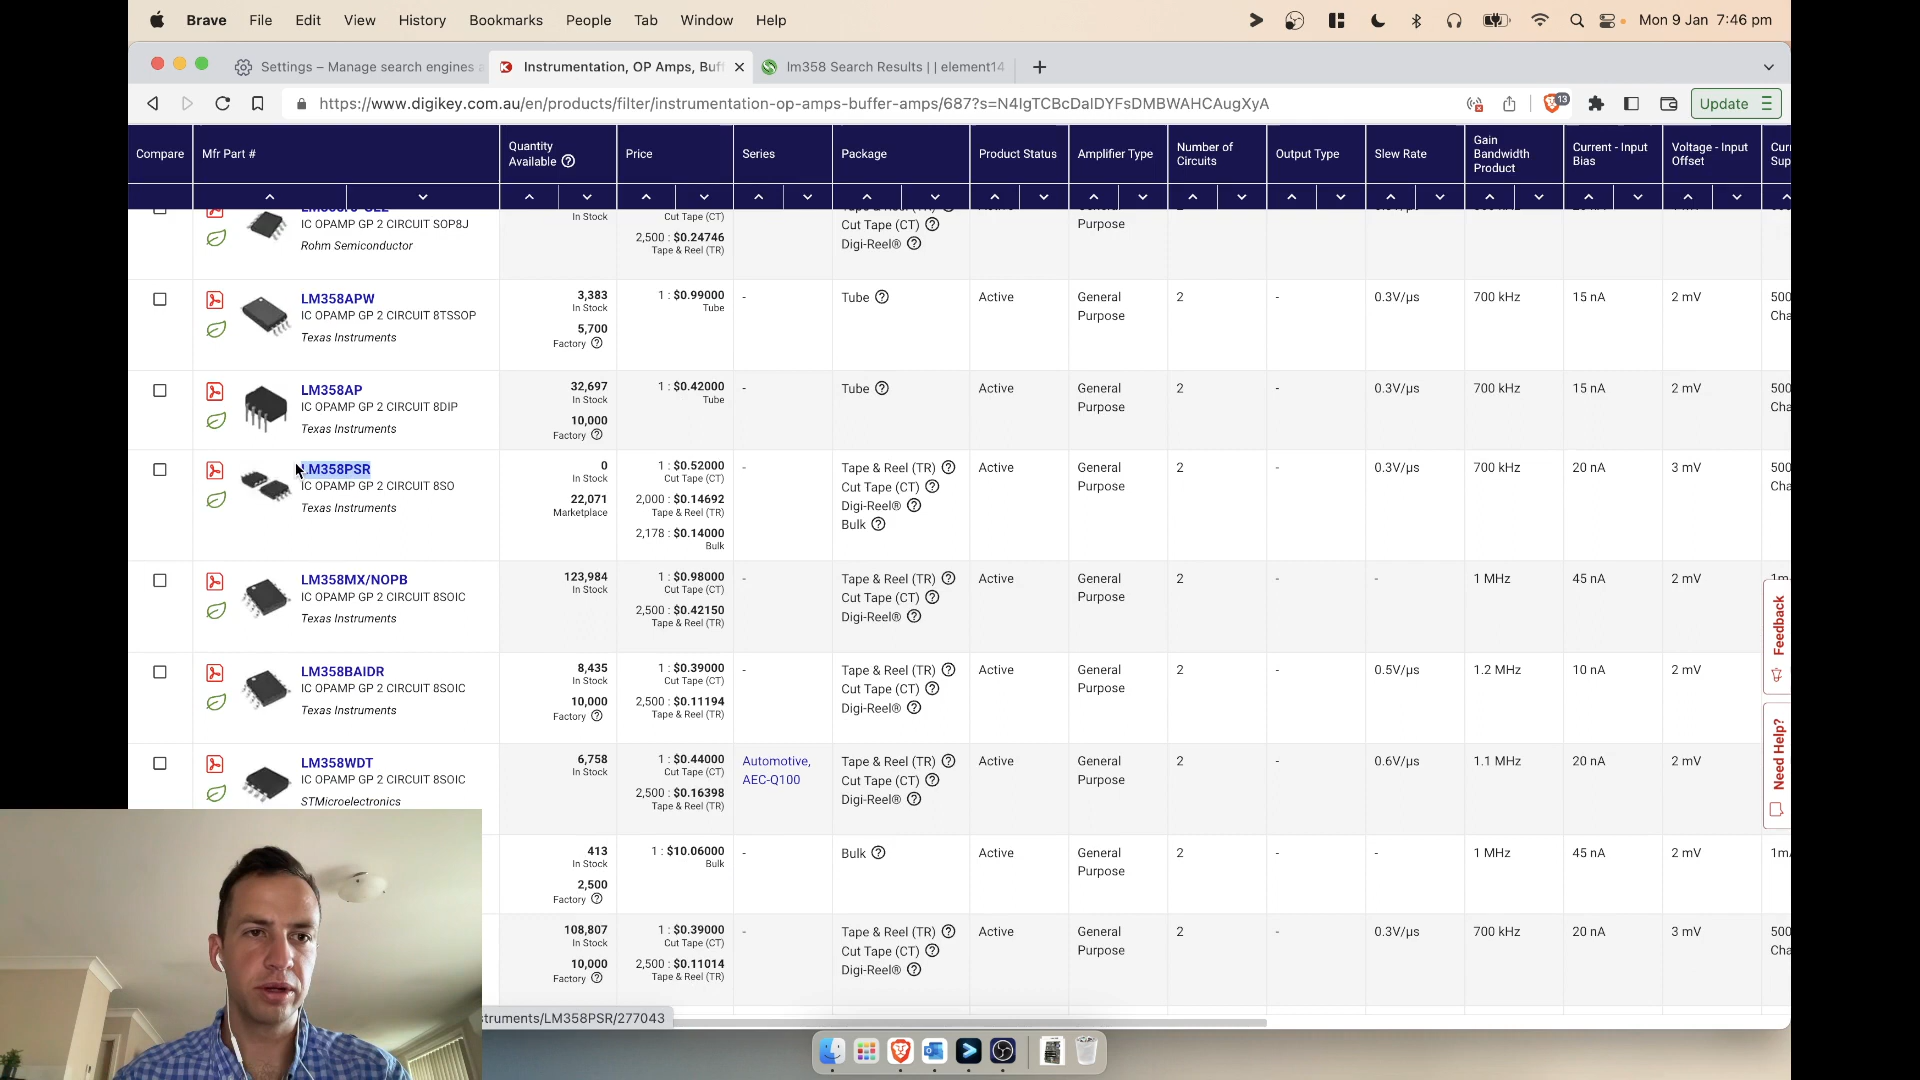 Brave File Edit View History Bookmarks People Tab Window Help Mon 9 Jan 7:46 pm
Settings – Manage search engines a Instrumentation, OP Amps, Buf lm358 Search Results | | element14
https://www.digikey.com.au/en/products/filter/instrumentation-op-amps-buffer-amps/687?s=N4IgTCBcDaIDYFsDMBWAHCAugXyA 13 Update
Compare Mfr Part # Quantity Available Price Series Package Product Status Amplifier Type Number of Circuits Output Type Slew Rate Gain Bandwidth Product Current - Input Bias Voltage - Input Offset
IC OPAMP GP 2 CIRCUIT SOP8J In Stock Cut Tape (CT) Cut Tape (CT) Purpose
Rohm Semiconductor 2,500 : $0.24746 Digi-Reel®
Tape & Reel (TR)
LM358APW 3,383 1 : $0.99000 - Tube Active General 2 - 0.3V/µs 700 kHz 15 nA 2 mV 500
IC OPAMP GP 2 CIRCUIT 8TSSOP In Stock Tube Purpose Cha
Texas Instruments 5,700
Factory
LM358AP 32,697 1 : $0.42000 - Tube Active General 2 - 0.3V/µs 700 kHz 15 nA 2 mV 500
IC OPAMP GP 2 CIRCUIT 8DIP In Stock Tube Purpose Cha
Texas Instruments 10,000
Factory
LM358PSR 0 1 : $0.52000 - Tape & Reel (TR) Active General 2 - 0.3V/µs 700 kHz 20 nA 3 mV 500
IC OPAMP GP 2 CIRCUIT 8SO In Stock Cut Tape (CT) Cut Tape (CT) Purpose Cha
Texas Instruments 22,071 2,000 : $0.14692 Digi-Reel®
Marketplace Tape & Reel (TR) Bulk
2,178 : $0.14000
Bulk
LM358MX/NOPB 123,984 1 : $0.98000 - Tape & Reel (TR) Active General 2 - - 1 MHz 45 nA 2 mV 1m
IC OPAMP GP 2 CIRCUIT 8SOIC In Stock Cut Tape (CT) Cut Tape (CT) Purpose
Texas Instruments 2,500 : $0.42150 Digi-Reel®
Tape & Reel (TR)
Feedback
LM358BAIDR 8,435 1 : $0.39000 - Tape & Reel (TR) Active General 2 - 0.5V/µs 1.2 MHz 10 nA 2 mV
IC OPAMP GP 2 CIRCUIT 8SOIC In Stock Cut Tape (CT) Cut Tape (CT) Purpose
Texas Instruments 10,000 2,500 : $0.11194 Digi-Reel®
Factory Tape & Reel (TR)
Need Help?
LM358WDT 6,758 1 : $0.44000 Automotive, Tape & Reel (TR) Active General 2 - 0.6V/µs 1.1 MHz 20 nA 2 mV
IC OPAMP GP 2 CIRCUIT 8SOIC In Stock Cut Tape (CT) AEC-Q100 Cut Tape (CT) Purpose
STMicroelectronics 2,500 : $0.16398 Digi-Reel®
Tape & Reel (TR)
413 1 : $10.06000 - Bulk Active General 2 - - 1 MHz 45 nA 2 mV 1m
In Stock Bulk Purpose
2,500
Factory
108,807 1 : $0.39000 - Tape & Reel (TR) Active General 2 - 0.3V/µs 700 kHz 20 nA 3 mV 500
In Stock Cut Tape (CT) Cut Tape (CT) Purpose Cha
10,000 2,500 : $0.11014 Digi-Reel®
Factory Tape & Reel (TR)
struments/LM358PSR/277043